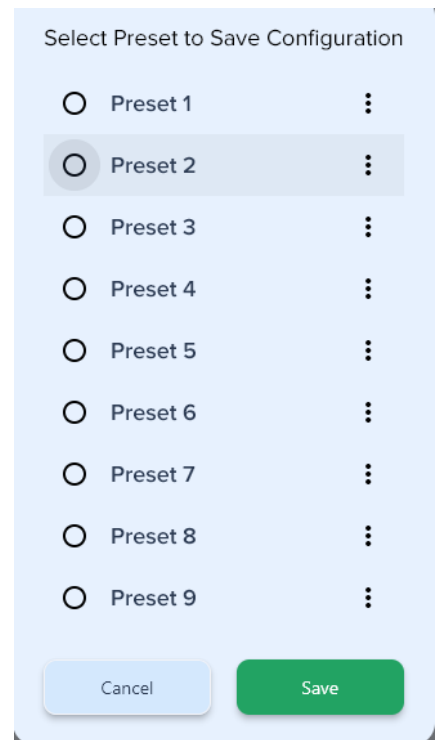 Select Preset to Save Configuration
Preset 1
Preset 2
Preset 3
Preset 4
Preset 5
Preset 6
Preset 7
Preset 8
Preset 9
Cancel Save